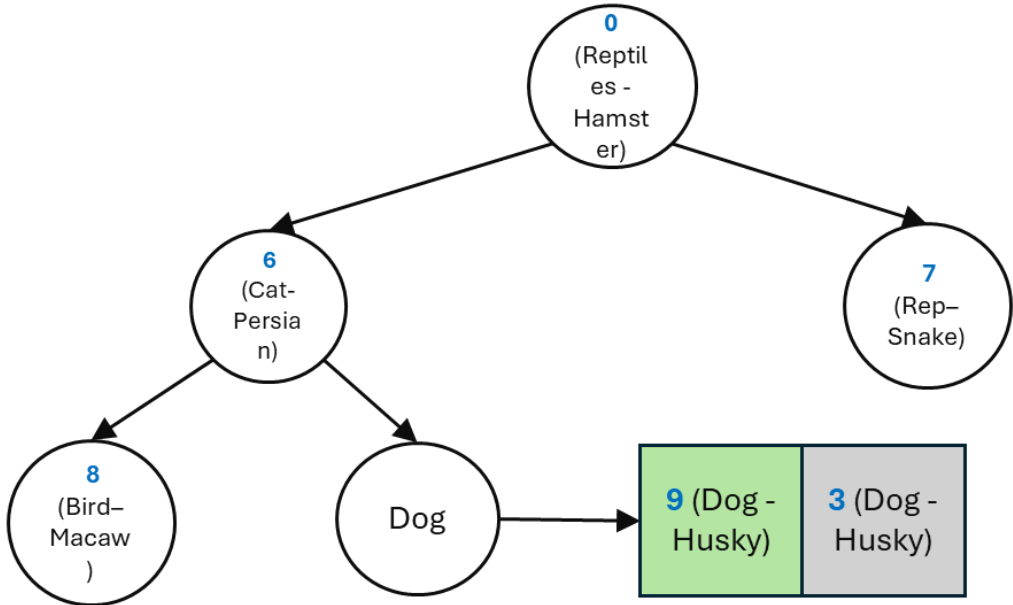 0
(Reptil
es -
Hamst
er)
6
(Cat-
Persia
n)
7
(Rep–
Snake)
8
(Bird–
Macaw
)
Dog
9 (Dog -
Husky)
3 (Dog -
Husky)